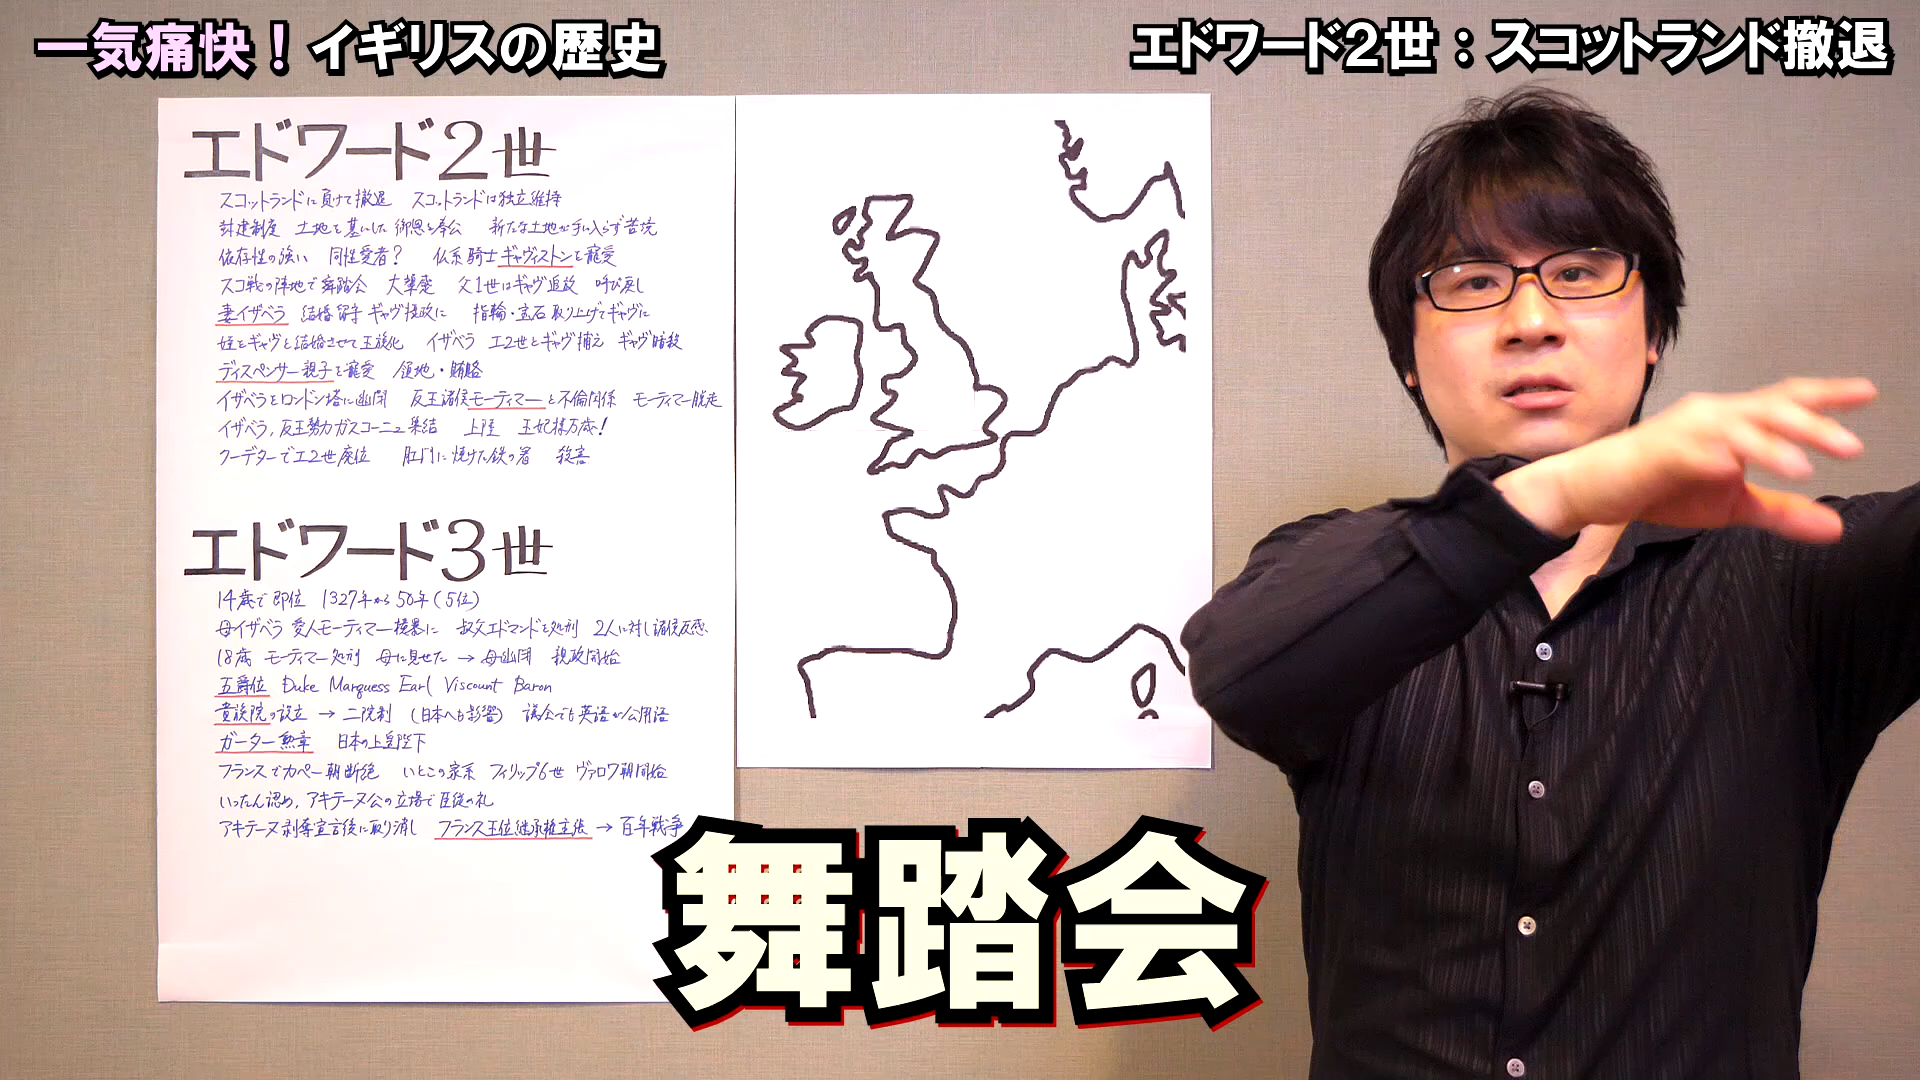 一気痛快！イギリスの歴史
エドワード2世：スコットランド撤退
エドワード2世
スコットランドに負けて撤退 スコットランドは独立維持
封建制度 土地を基にした御恩と奉公 新たな土地が手に入らず苦境
依存性の強い 同性愛者？ 仏系騎士ギャヴィストンを寵愛
スコ戦の陣地で舞踏会 大撃沈 父1世はギャヴ追放 呼び戻し
妻イザベラ 結婚留守ギャヴ摂政に 指輪・宝石取り上げてギャヴに
姪をギャヴと結婚させて王族化 イザベラ エ2世とギャヴ捕え ギャヴ暗殺
ディスペンサー親子を寵愛 領地・賄賂
イザベラをロンドン塔に幽閉 反王諸侯モーティマーと不倫関係 モーティマー脱走
イザベラ,反王勢力ガスコーニュ集結 上陸 王妃様万歳！
クーデターでエ2世廃位 肛門に焼けた鉄の 殺害
エドワード3世
14歳で即位 1327年から50年(5位)
母イザベラ 愛人モーティマー横暴に 叔父エドマンドを処刑 2人に対し諸侯反感
18歳 モーティマー処刑 母に見せた → 母幽閉 親政開始
五爵位 Duke Marquess Earl Viscount Baron
貴族院の設立 → 二院制 (日本へも影響) 議会でも英語が公用語
ガーター勲章 日本の上皇陛下
フランスでカペー朝断絶 いとこの家系 フィリップ6世 ヴァロワ朝開始
いったん認め,アキテーヌ公の立場で臣従の礼
アキテーヌ剥奪宣言後に取り消し フランス王位継承権主張 → 百年戦争
舞踏会